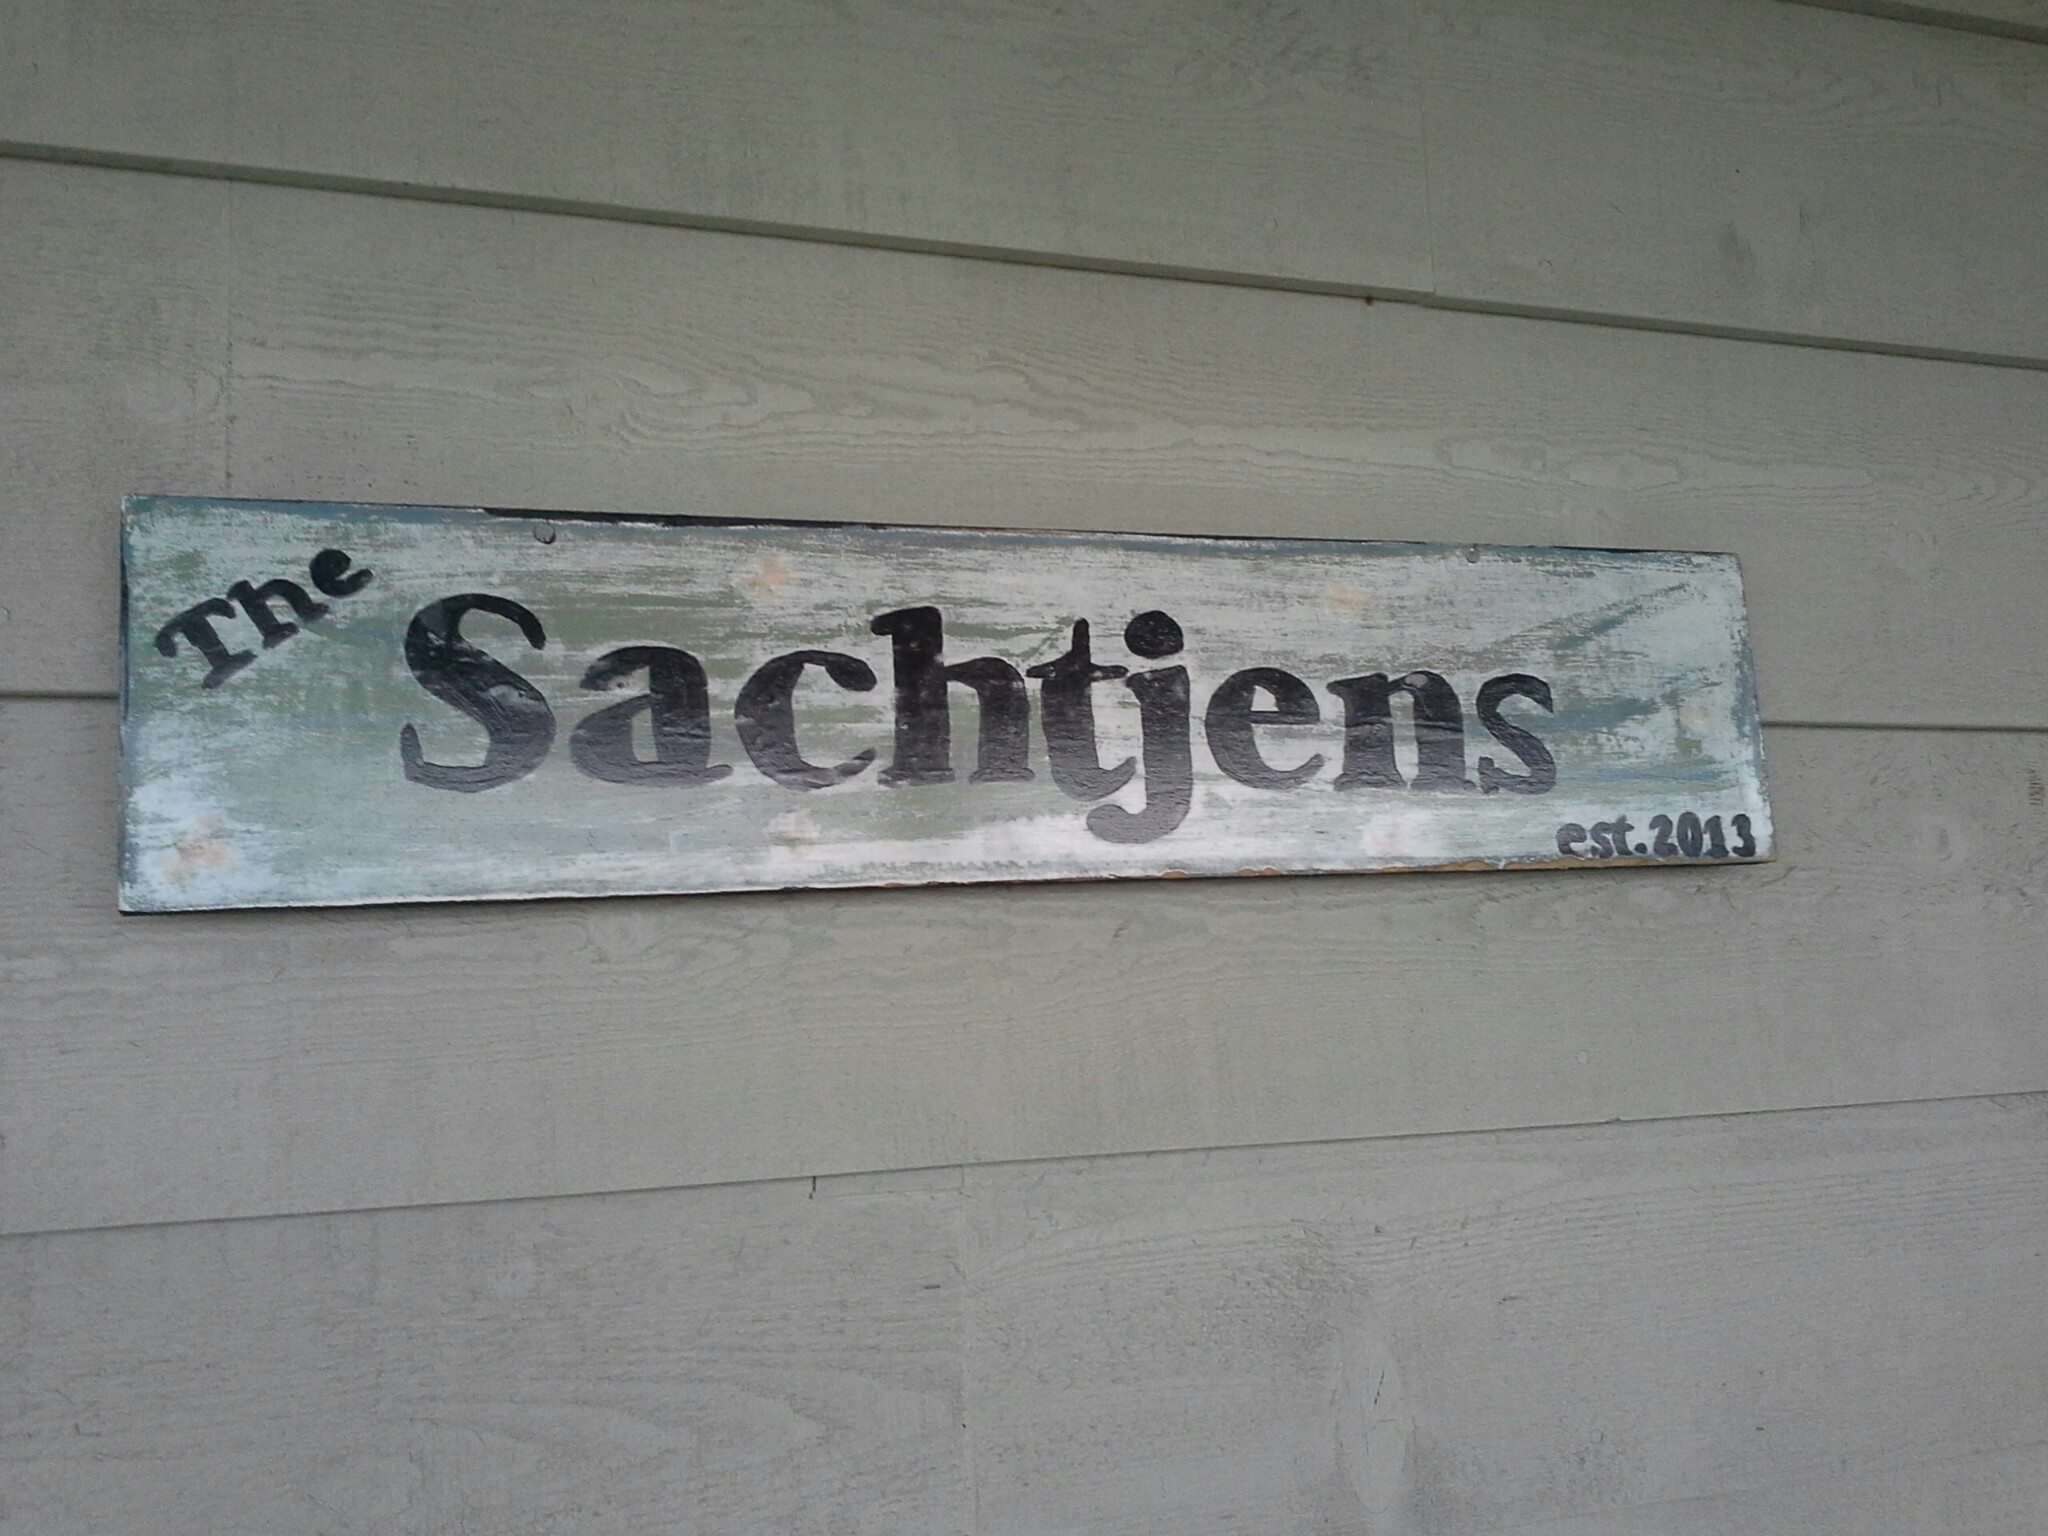 The
Sachtjens
est. 2013